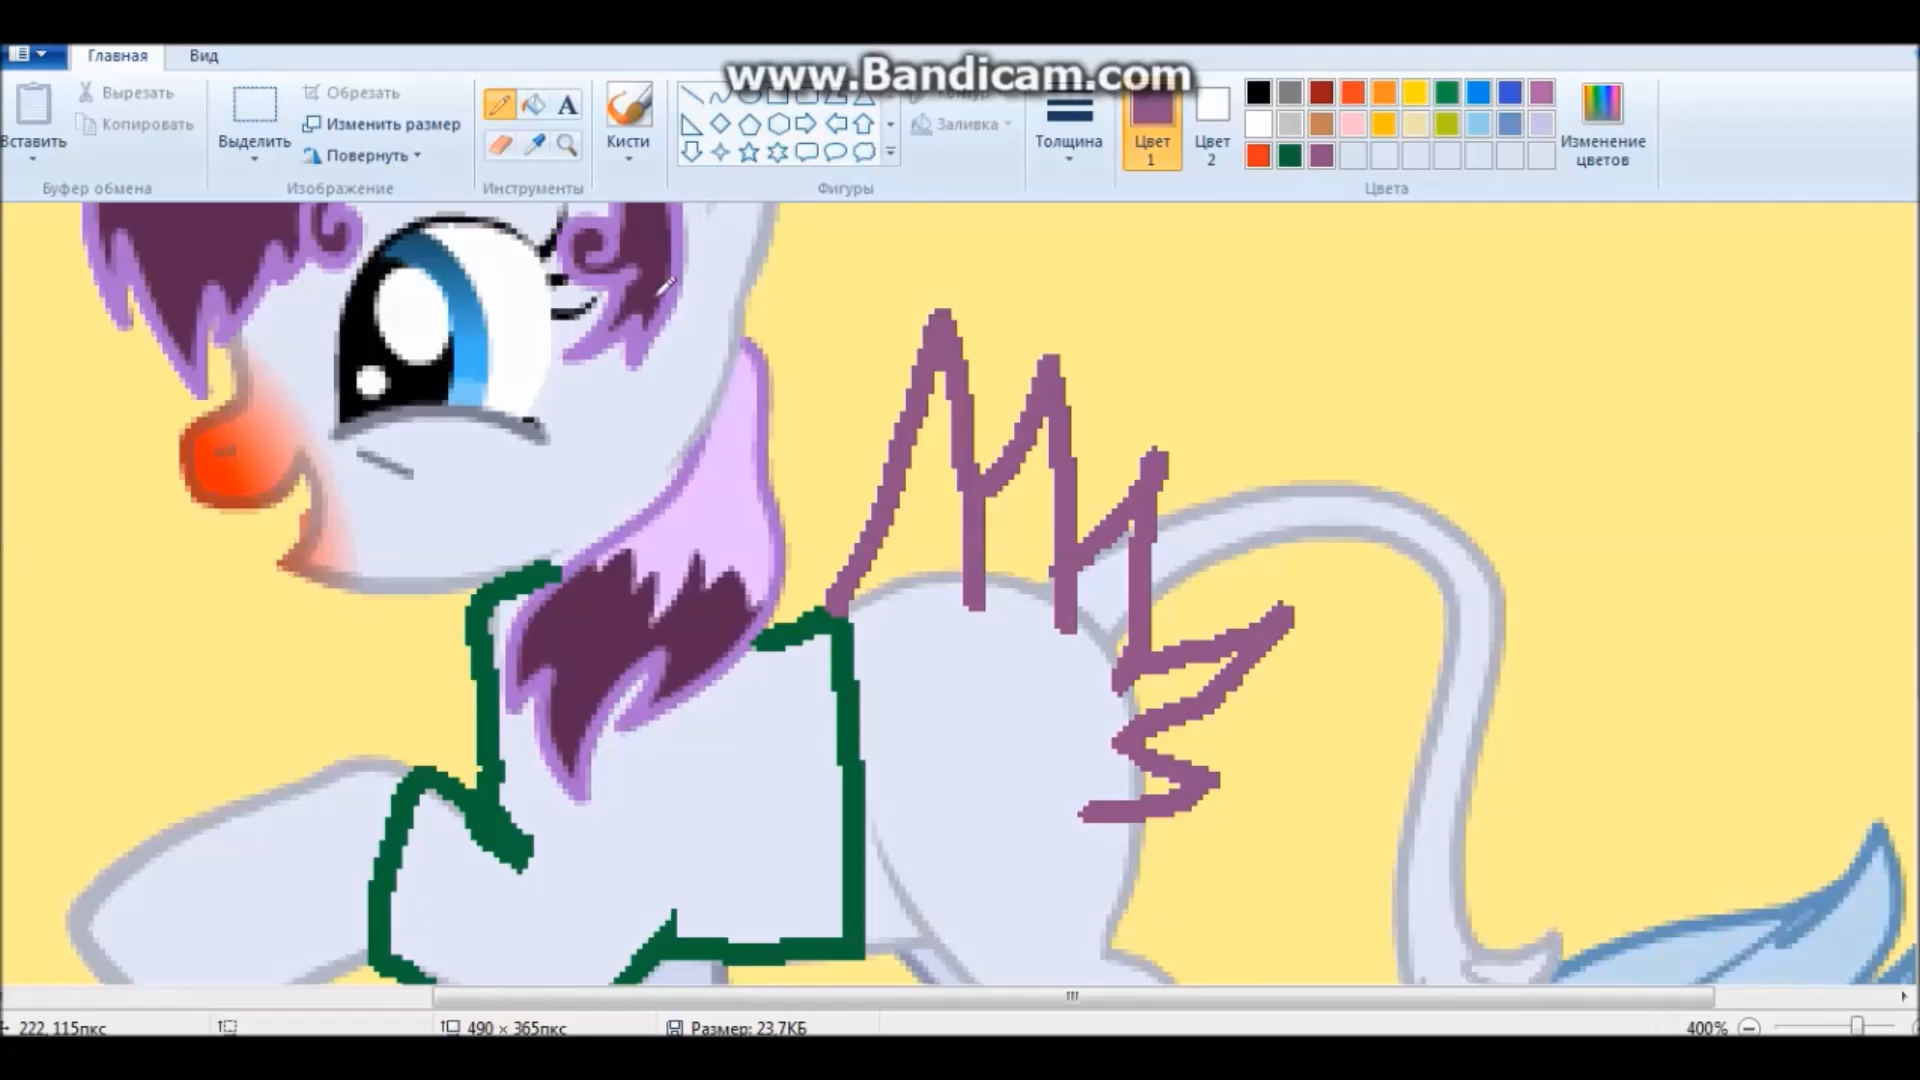 Главная Вид
www.Bandicam.com
Вставить
Вырезать
Копировать
Буфер обмена
Выделить
Обрезать
Изменить размер
Повернуть
Изображение
A
Инструменты
Кисти
Контур
Заливка
Фигуры
Толщина
Цвет
1
Цвет
2
Цвета
Изменение
цветов
222, 115пкс
490 × 365пкс
Размер: 23,7КБ
400%